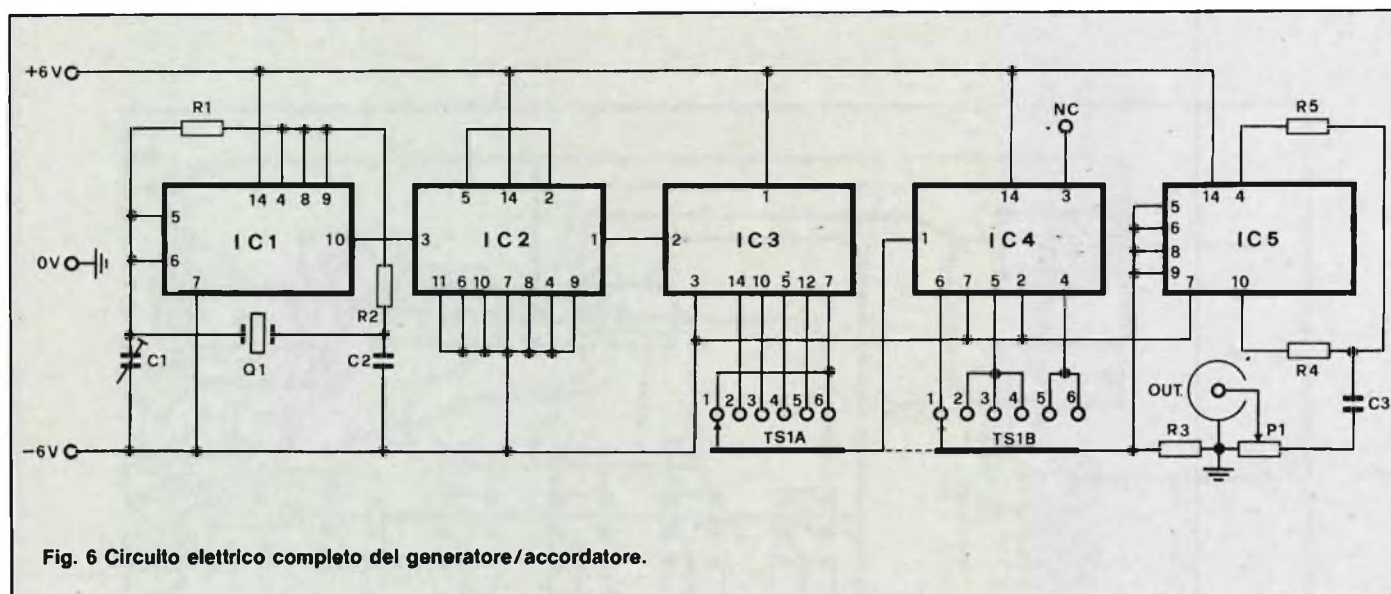 +6V
R1
NC
R5
14 4 8 9
5 14 2
1
14 3
14 4
5
6
IC1
10
3
IC2
1
2
IC3
1
IC4
5
6
8
9
IC5
0V
7
R2
11 6 10 7 8 4 9
3 14 10 5 12 7
6 7 5 2 4
7 10
C1
Q1
C2
R4
OUT.
C3
1 2 3 4 5 6
1 2 3 4 5 6
-6V
TS1A
TS1B
R3
P1
Fig. 6 Circuito elettrico completo del generatore/accordatore.